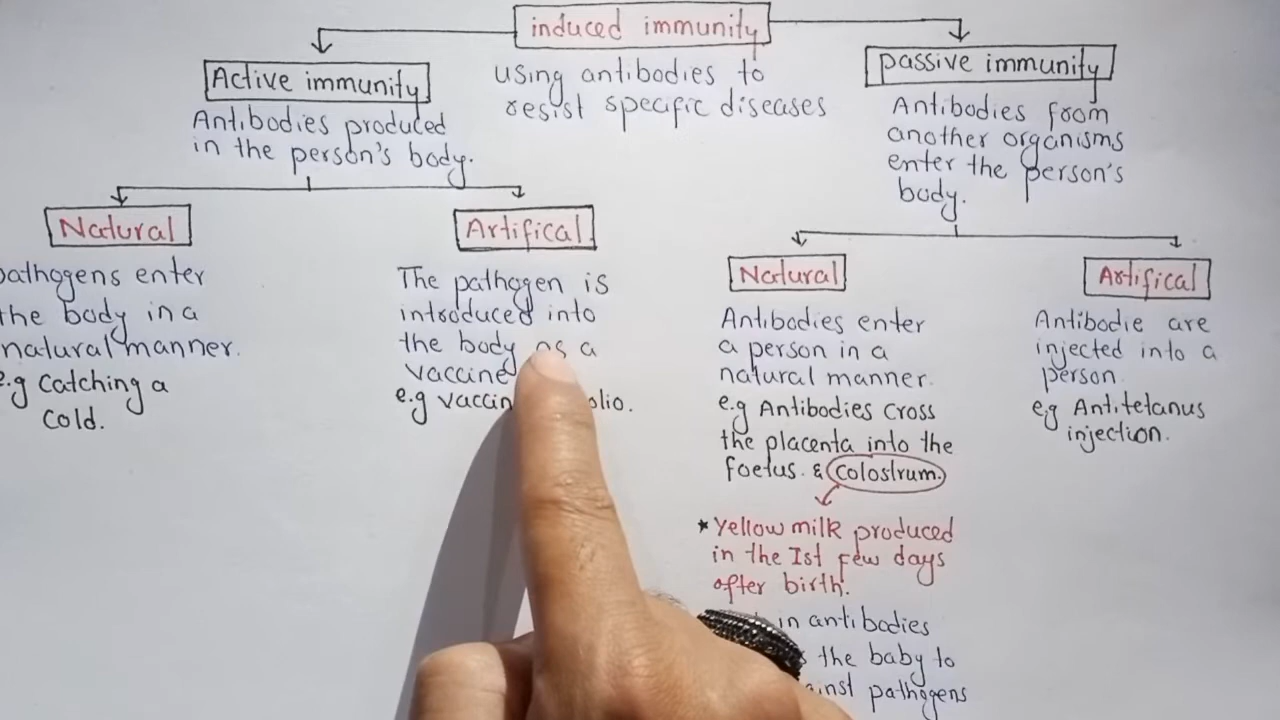 induced immunity
using antibodies to
resist specific diseases
Active immunity
Antibodies produced
in the person's body.
Natural
pathogens enter
the body in a
natural manner.
e.g catching a
cold.
Artifical
The pathogen is
introduced into
the body as a
vaccine
e.g vaccin olio.
passive immunity
Antibodies from
another organisms
enter the person's
body.
Natural
Antibodies enter
a person in a
natural manner.
e.g Antibodies cross
the placenta into the
foetus. & Colostrum.
* Yellow milk produced
in the 1st few days
after birth.
in antibodies
the baby to
pathogens
Artifical
Antibodie are
injected into a
person.
e.g Antitetanus
injection.